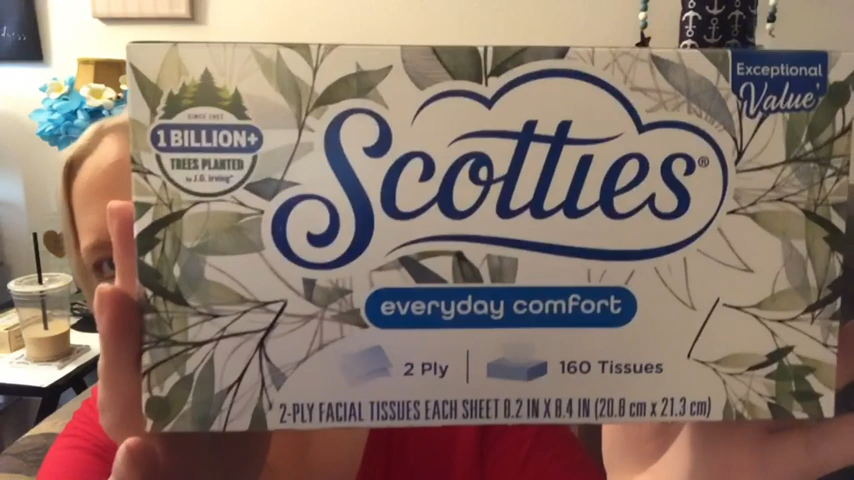 SINCE 1957
1 BILLION+
TREES PLANTED
by J.D. Irving*
Scotties®
Exceptional
Value†
everyday comfort
2 Ply
160 Tissues
2-PLY FACIAL TISSUES EACH SHEET 8.2 IN X 8.4 IN (20.8 cm x 21.3 cm)